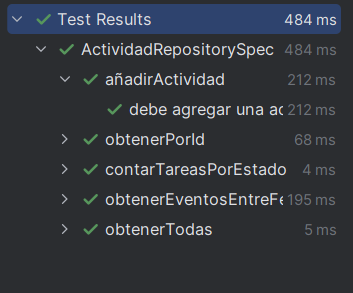 Test Results 484 ms
ActividadRepositorySpec 484 ms
añadirActividad 212 ms
debe agregar una ac 212 ms
obtenerPorId 68 ms
contarTareasPorEstado 4 ms
obtenerEventosEntreFe 195 ms
obtenerTodas 5 ms